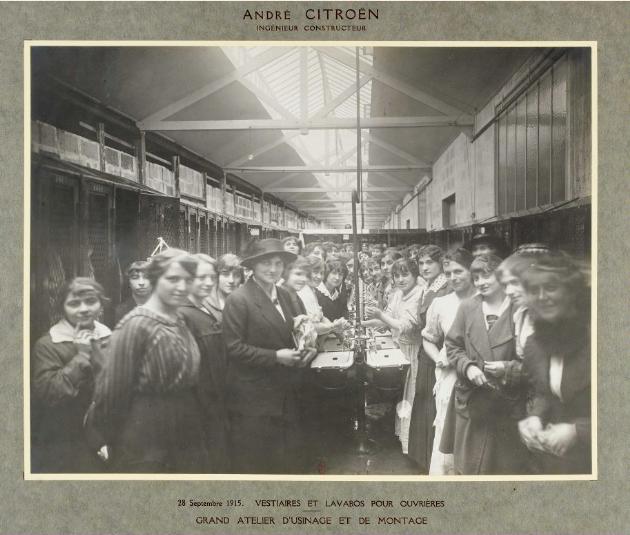 ANDRÉ CITROËN
INGÉNIEUR CONSTRUCTEUR
28 Septembre 1915. VESTIAIRES ET LAVABOS POUR OUVRIÈRES
GRAND ATELIER D'USINAGE ET DE MONTAGE